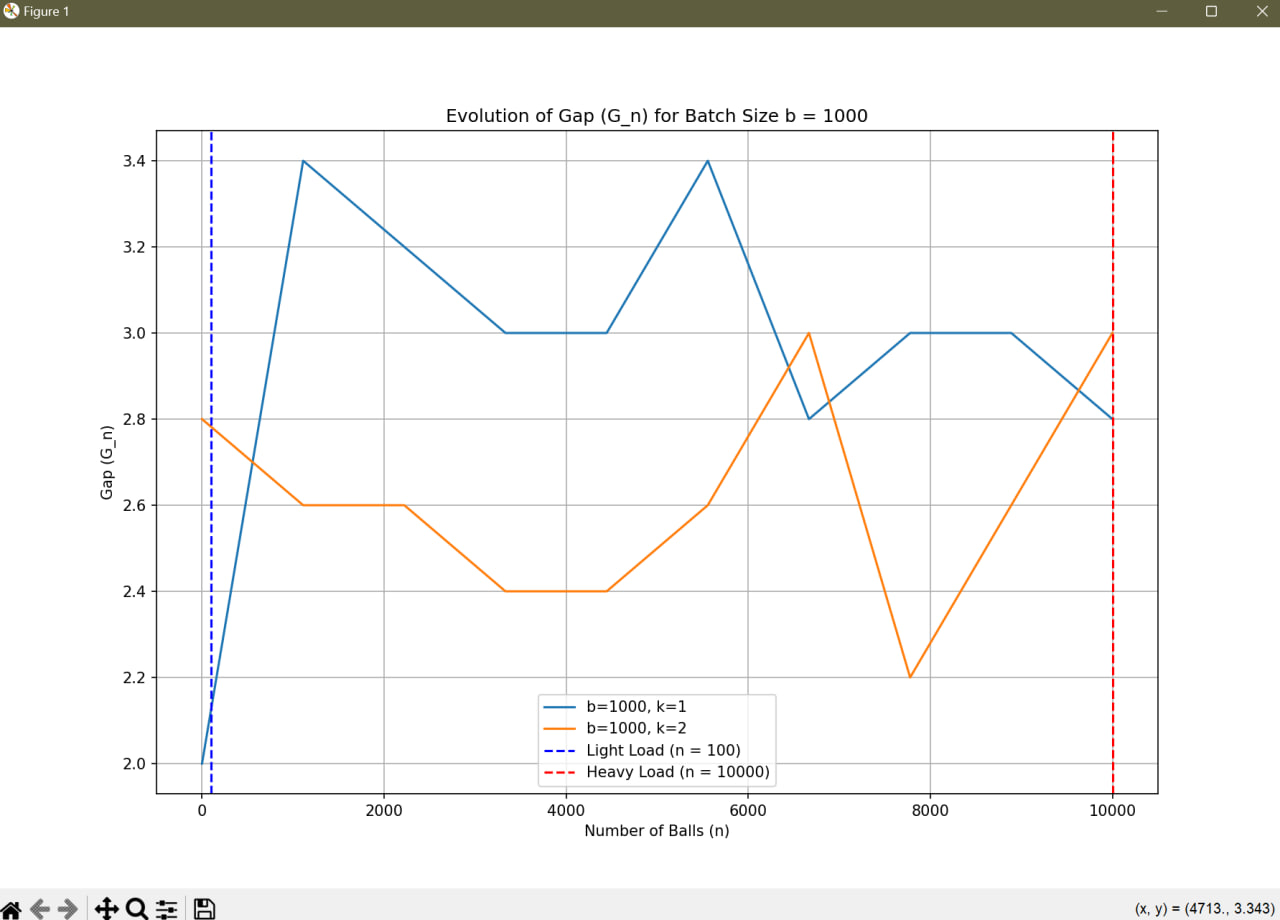 Figure 1
Evolution of Gap (G_n) for Batch Size b = 1000
3.4
3.2
3.0
2.8
2.6
2.4
2.2
2.0
Gap (G_n)
b=1000, k=1
b=1000, k=2
Light Load (n = 100)
Heavy Load (n = 10000)
0 2000 4000 6000 8000 10000
Number of Balls (n)
(x, y) = (4713., 3.343)